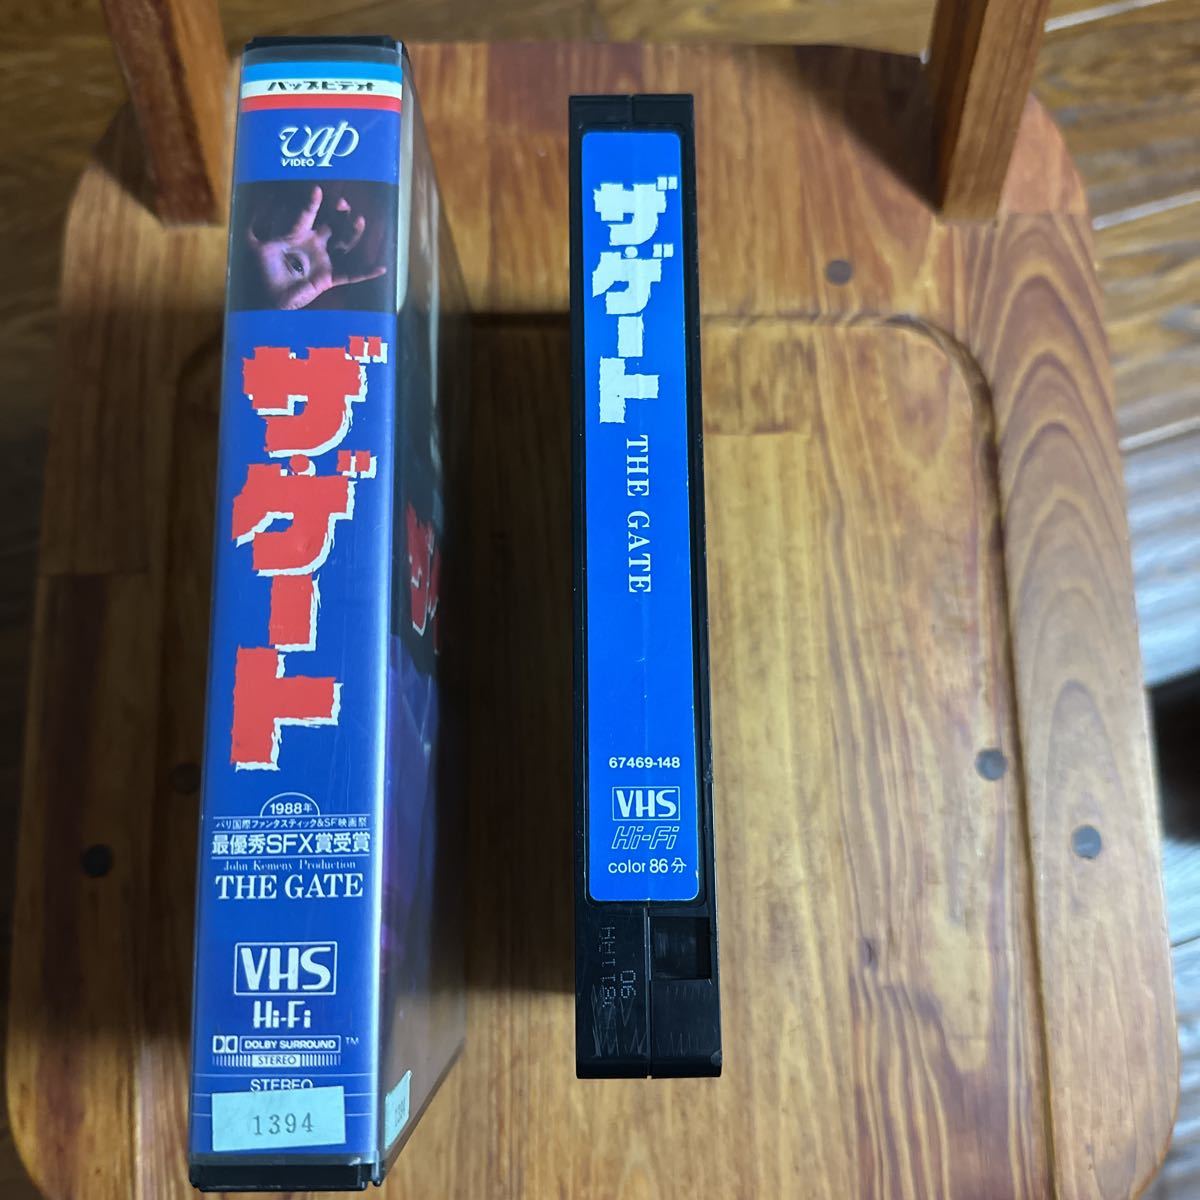 バップビデオ
vap
VIDEO
ザ・ゲート
1988年
パリ国際ファンタスティック&SF映画祭
最優秀SFX賞受賞
John Kemeny Production
THE GATE
VHS
Hi-Fi
DOLBY SURROUND TM
STEREO
STEREO
1394
ザ・ゲート
THE GATE
67469-148
VHS
Hi-Fi
color 86分